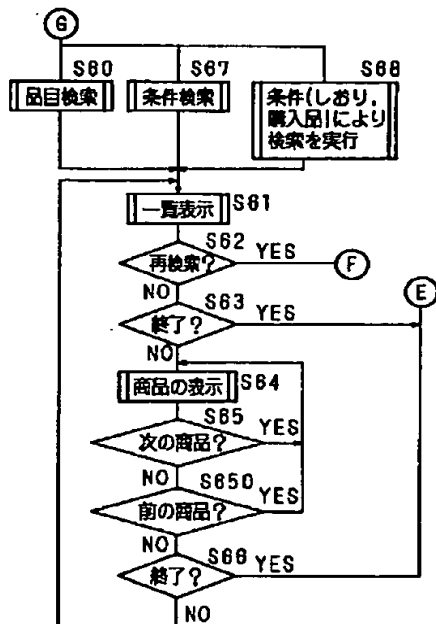 G
S60
S67
S68
品目検索
条件検索
条件(しおり,
購入品)により
検索を実行
一覧表示
S61
S62
再検索?
YES
F
NO
S63
E
終了?
YES
NO
商品の表示
S64
S65
次の商品?
YES
NO
S650
前の商品?
YES
NO
S66
終了?
YES
NO